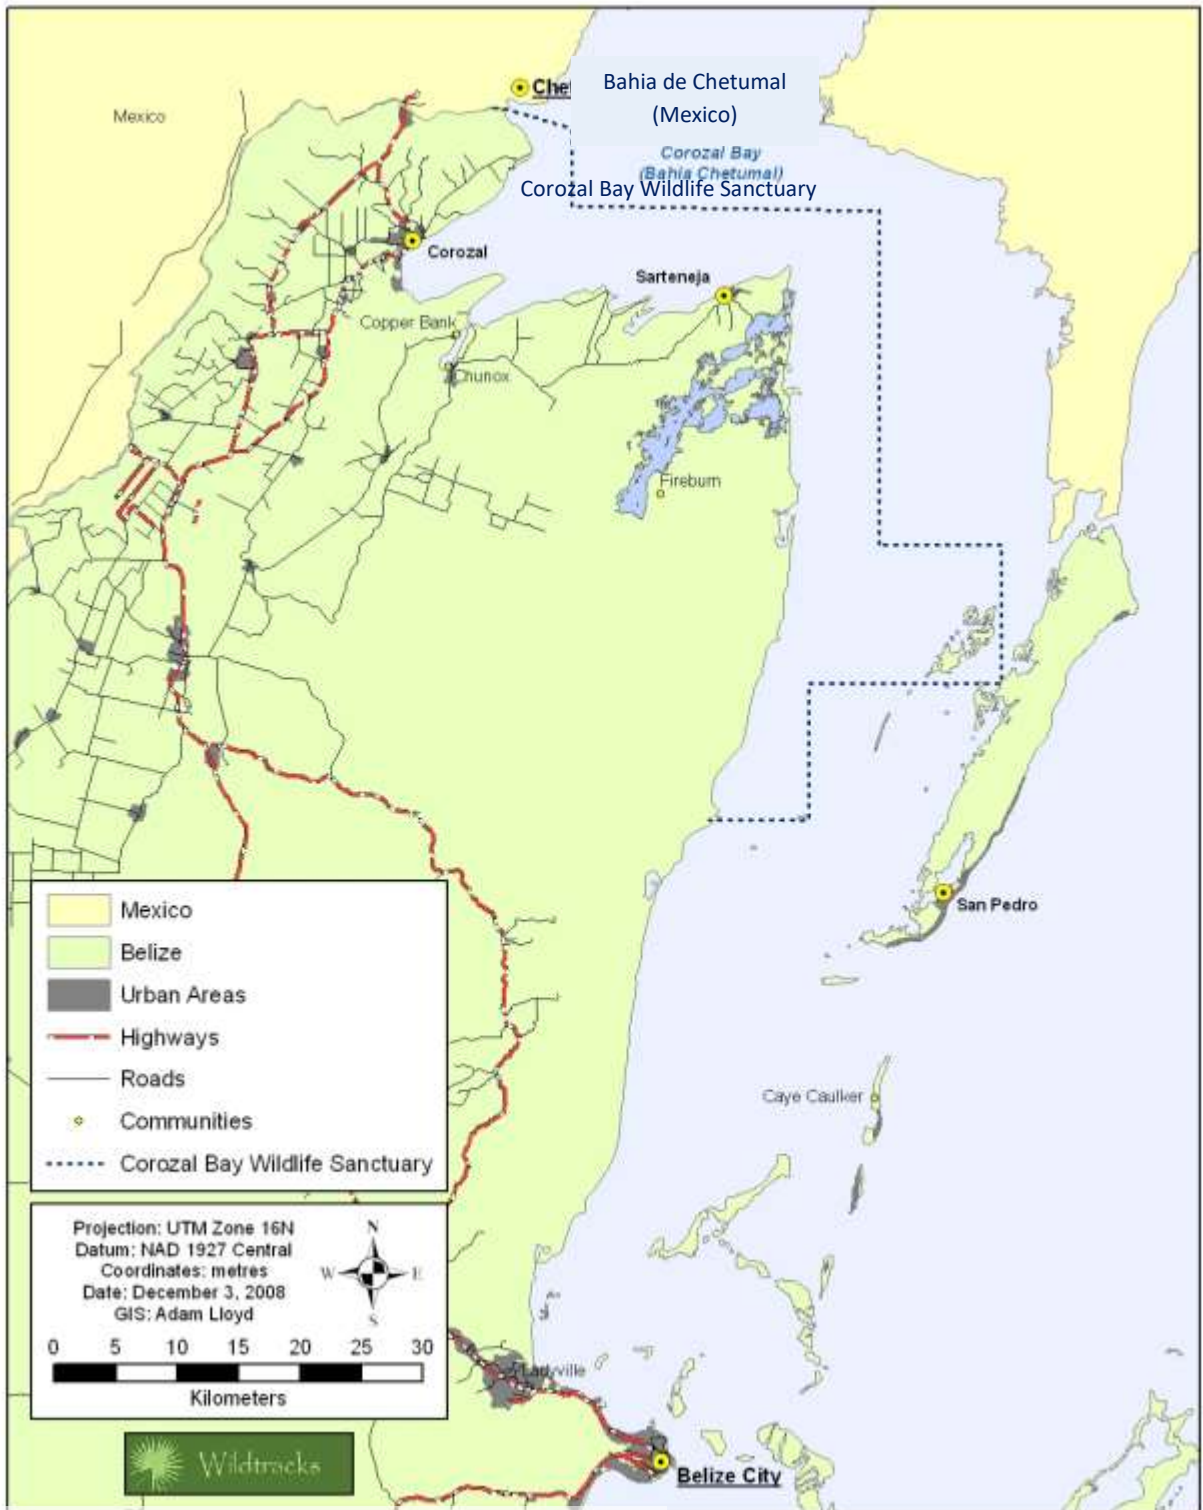 Mexico
Che
Bahia de Chetumal
(Mexico)
Corozal Bay
(Bahia Chetumal)
Corozal Bay Wildlife Sanctuary
Corozal
Sarteneja
Copper Bank
Chunox
Fireburn
San Pedro
Caye Caulker
Ladyville
Belize City
Mexico
Belize
Urban Areas
Highways
Roads
Communities
Corozal Bay Wildlife Sanctuary
Projection: UTM Zone 16N
Datum: NAD 1927 Central
Coordinates: metres
Date: December 3, 2008
GIS: Adam Lloyd
N
W E
S
0 5 10 15 20 25 30
Kilometers
Wildtracks